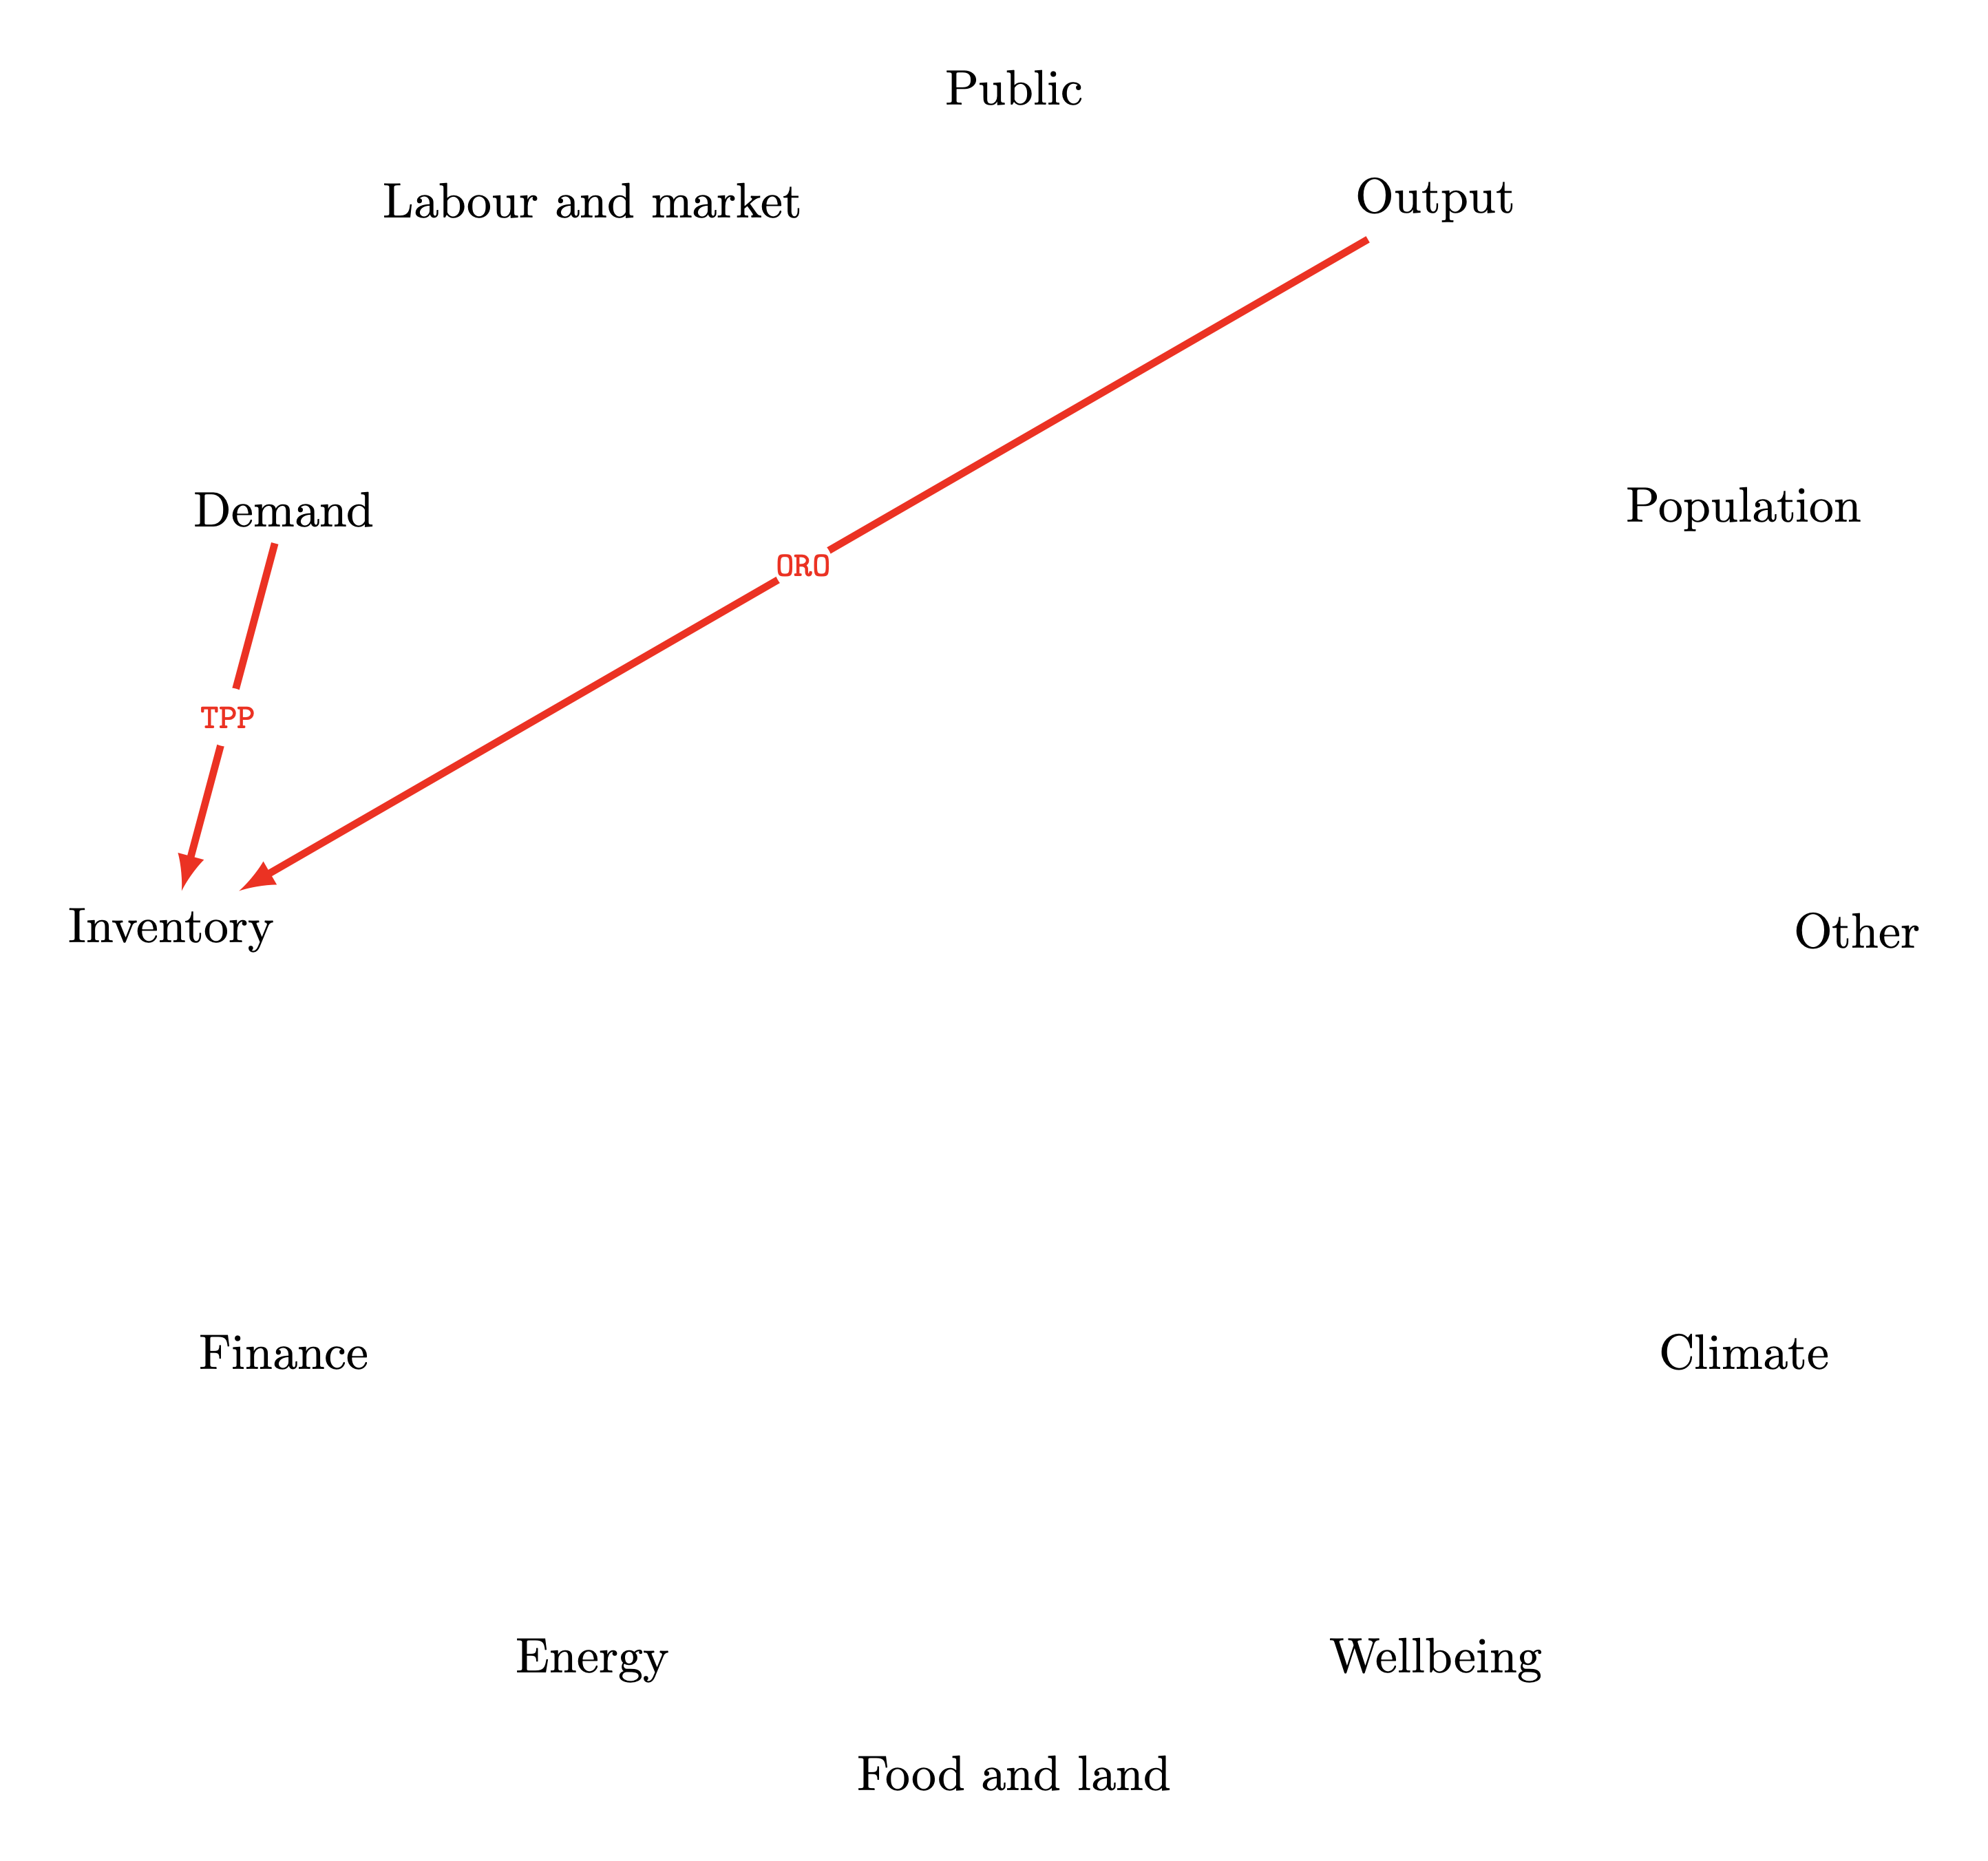 Public
Labour and market
Output
Demand
Population
ORO
TPP
Inventory
Other
Finance
Climate
Energy
Wellbeing
Food and land